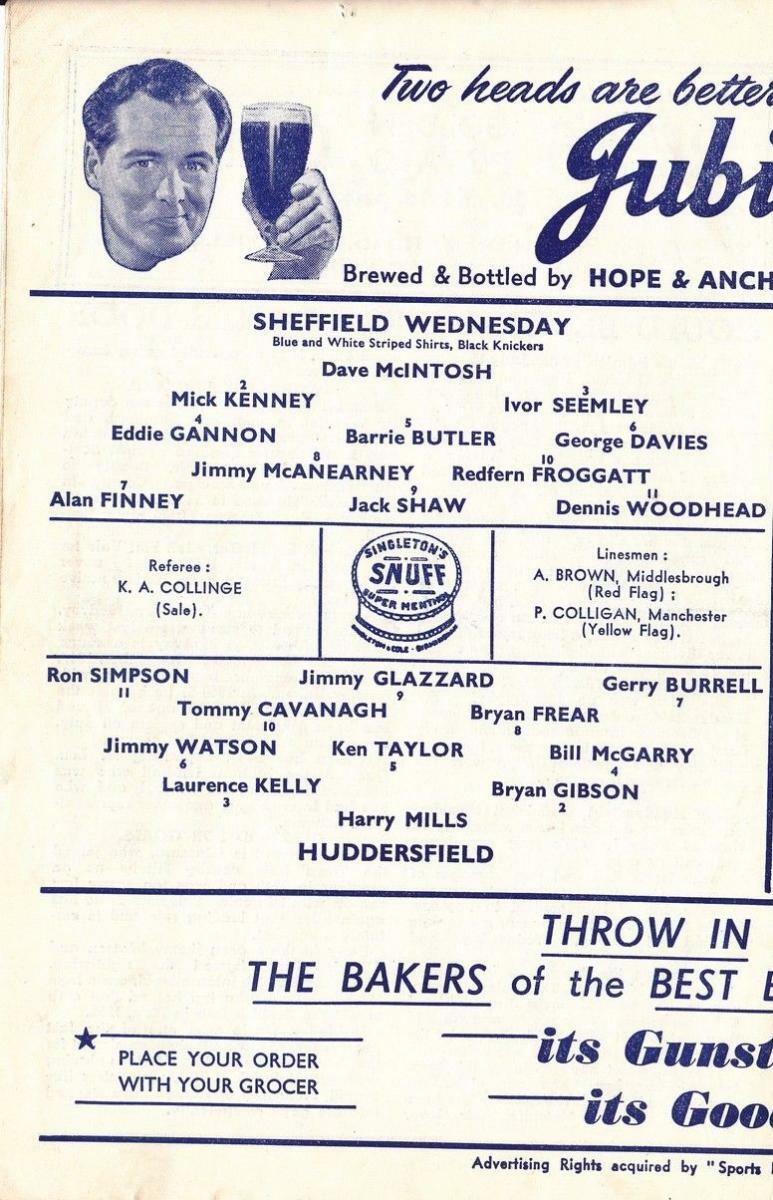 Two heads are better
Jubi
Brewed & Bottled by HOPE & ANCH
SHEFFIELD WEDNESDAY
Blue and White Striped Shirts, Black Knickers
Dave McINTOSH
2 3
Mick KENNEY Ivor SEEMLEY
4 5 6
Eddie GANNON Barrie BUTLER George DAVIES
8 10
Jimmy McANEARNEY Redfern FROGGATT
7 9 11
Alan FINNEY Jack SHAW Dennis WOODHEAD
Referee :
K. A. COLLINGE
(Sale).
SINGLETON'S
SNUFF
SUPER MENTHOL
SINGLETON & COLE · BIRMINGHAM
Linesmen :
A. BROWN, Middlesbrough
(Red Flag) ;
P. COLLIGAN, Manchester
(Yellow Flag).
Ron SIMPSON Jimmy GLAZZARD Gerry BURRELL
11 9 7
Tommy CAVANAGH Bryan FREAR
10 8
Jimmy WATSON Ken TAYLOR Bill McGARRY
6 5 4
Laurence KELLY Bryan GIBSON
3 2
Harry MILLS
HUDDERSFIELD
THROW IN
THE BAKERS of the BEST
its Gunst
PLACE YOUR ORDER
WITH YOUR GROCER
its Goo
Advertising Rights acquired by "Sports